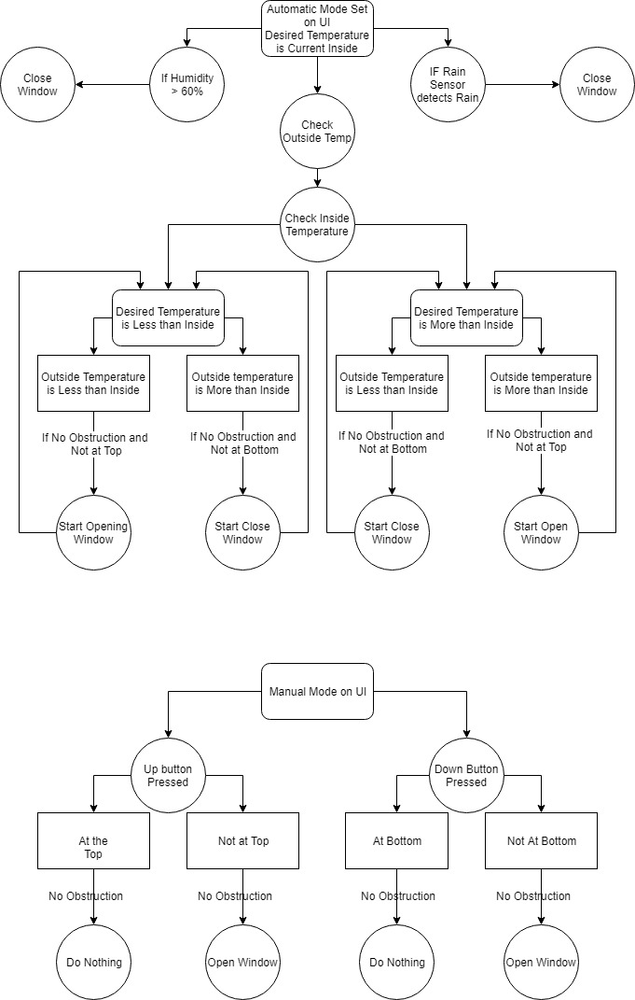 Automatic Mode Set
on UI
Desired Temperature
is Current Inside
Close
Window
If Humidity
> 60%
IF Rain
Sensor
detects Rain
Close
Window
Check
Outside Temp
Check Inside
Temperature
Desired Temperature
is Less than Inside
Desired Temperature
is More than Inside
Outside Temperature
is Less than Inside
Outside temperature
is More than Inside
Outside Temperature
is Less than Inside
Outside temperature
is More than Inside
If No Obstruction and
Not at Top
If No Obstruction and
Not at Bottom
If No Obstruction and
Not at Bottom
If No Obstruction and
Not at Top
Start Opening
Window
Start Close
Window
Start Close
Window
Start Open
Window
Manual Mode on UI
Up button
Pressed
Down Button
Pressed
At the
Top
Not at Top
At Bottom
Not At Bottom
No Obstruction
No Obstruction
No Obstruction
No Obstruction
Do Nothing
Open Window
Do Nothing
Open Window